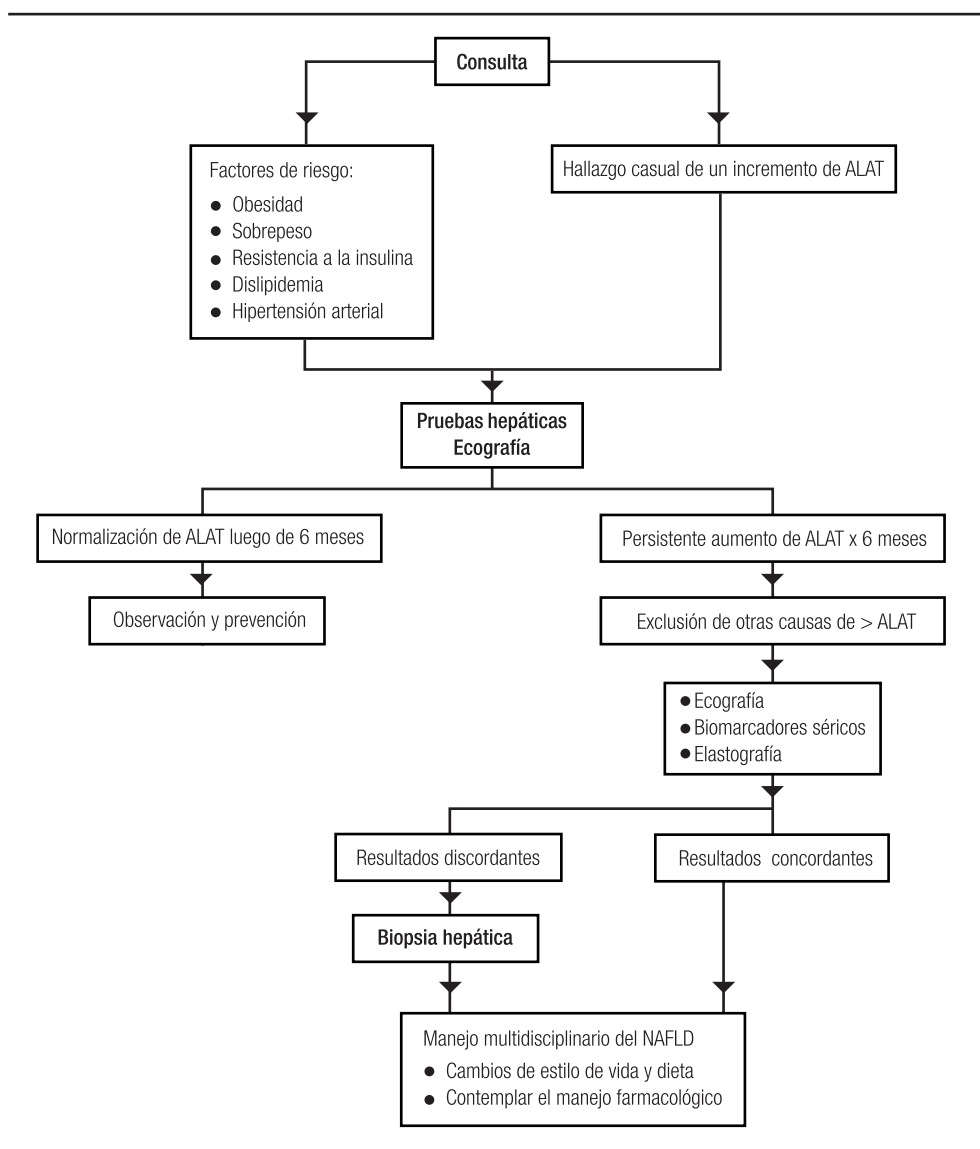 Consulta
Factores de riesgo:
● Obesidad
● Sobrepeso
● Resistencia a la insulina
● Dislipidemia
● Hipertensión arterial
Hallazgo casual de un incremento de ALAT
Pruebas hepáticas
Ecografía
Normalización de ALAT luego de 6 meses
Observación y prevención
Persistente aumento de ALAT x 6 meses
Exclusión de otras causas de > ALAT
● Ecografía
● Biomarcadores séricos
● Elastografía
Resultados discordantes
Resultados concordantes
Biopsia hepática
Manejo multidisciplinario del NAFLD
● Cambios de estilo de vida y dieta
● Contemplar el manejo farmacológico